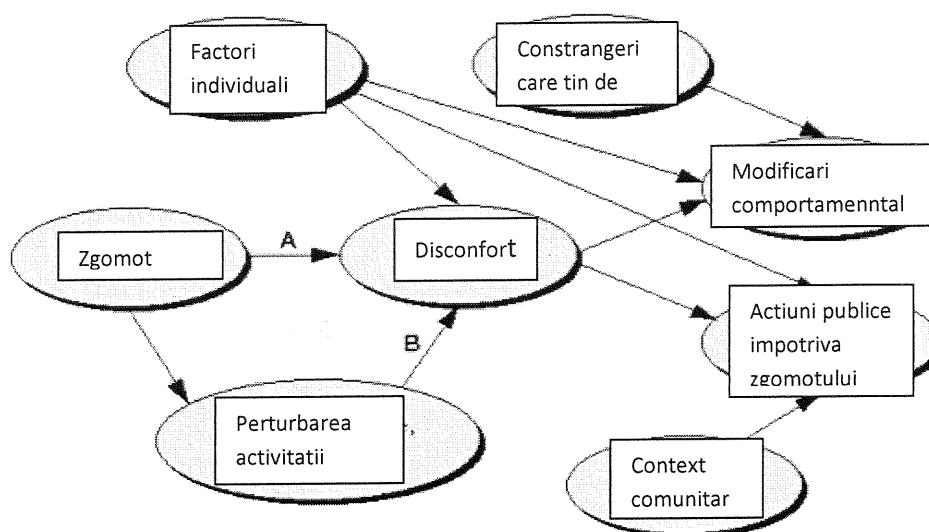 Factori
individuali
Constrangeri
care tin de
Modificari
comportamenntal
Zgomot
A
Disconfort
Actiuni publice
impotriva
zgomotului
B
Perturbarea
activitatii
Context
comunitar